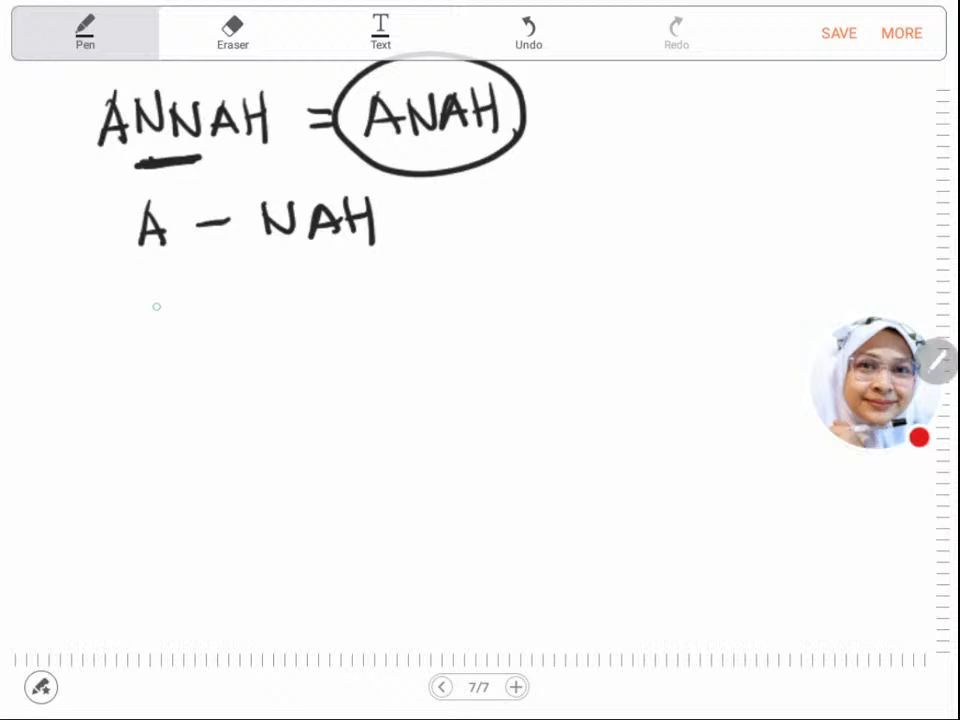 Pen Eraser Text Undo Redo SAVE MORE
ANNAH = ANAH
A - NAH
7/7